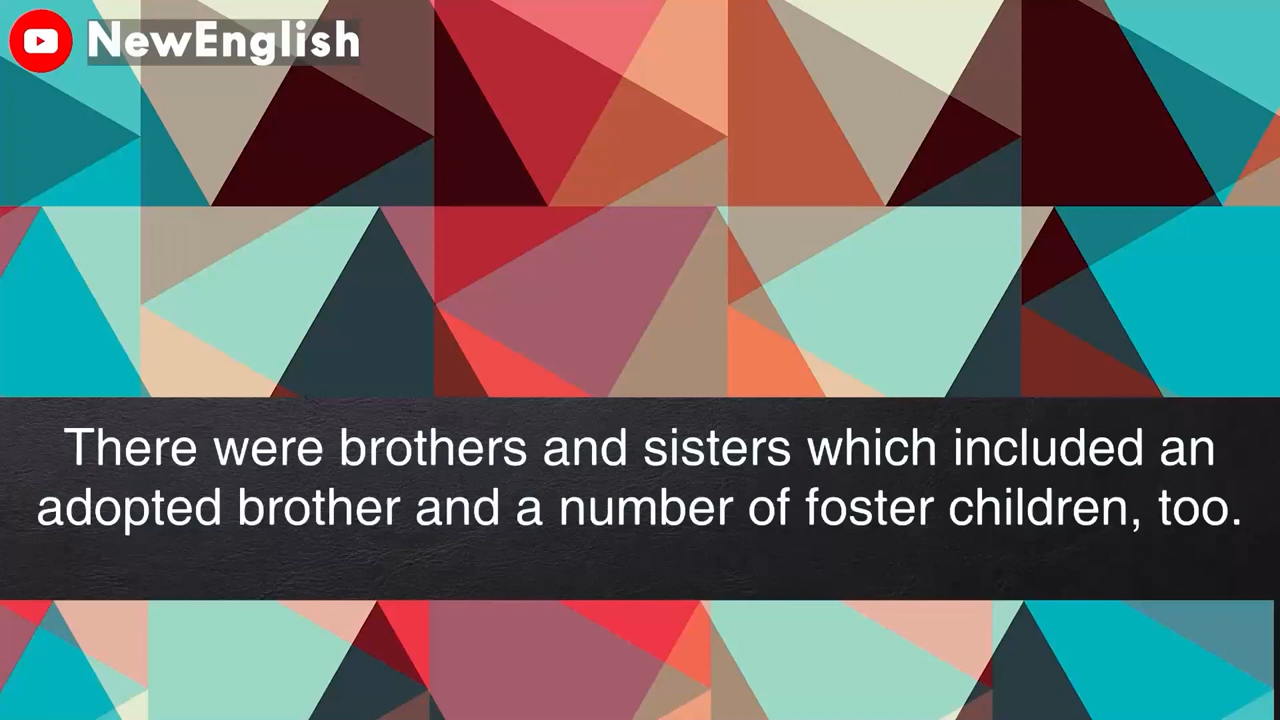 NewEnglish
There were brothers and sisters which included an
adopted brother and a number of foster children, too.